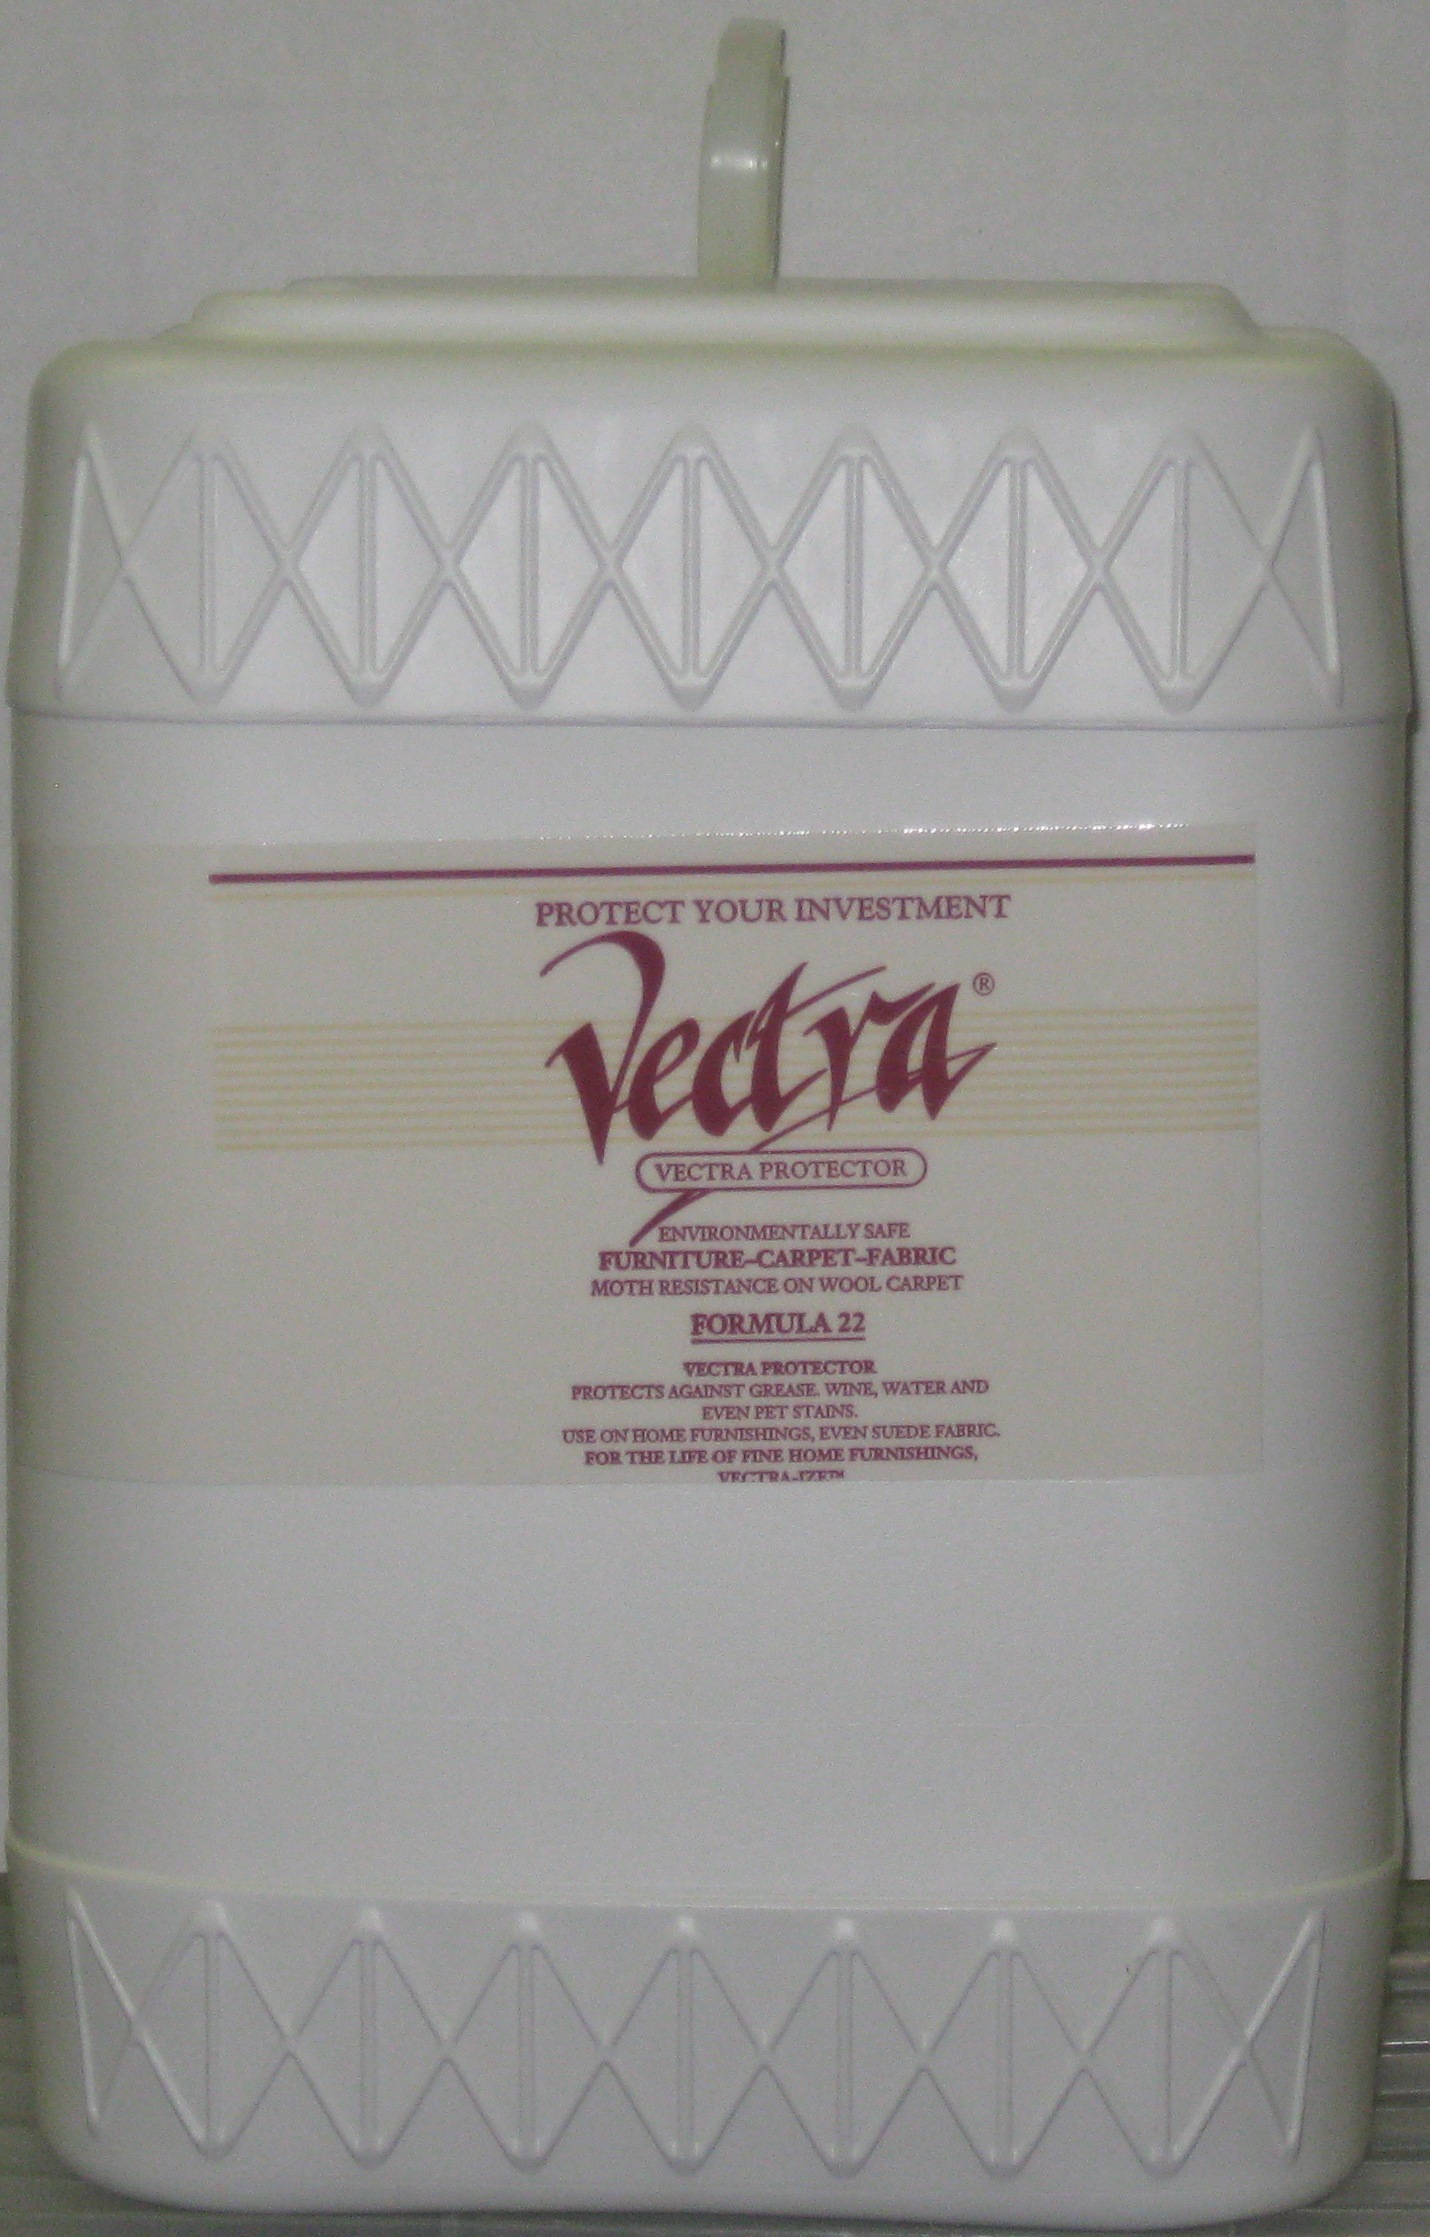 PROTECT YOUR INVESTMENT
Vectra®
VECTRA PROTECTOR
ENVIRONMENTALLY SAFE
FURNITURE–CARPET–FABRIC
MOTH RESISTANCE ON WOOL CARPET
FORMULA 22
VECTRA PROTECTOR
PROTECTS AGAINST GREASE. WINE, WATER AND
EVEN PET STAINS.
USE ON HOME FURNISHINGS, EVEN SUEDE FABRIC.
FOR THE LIFE OF FINE HOME FURNISHINGS,
VECTRA-IZE™